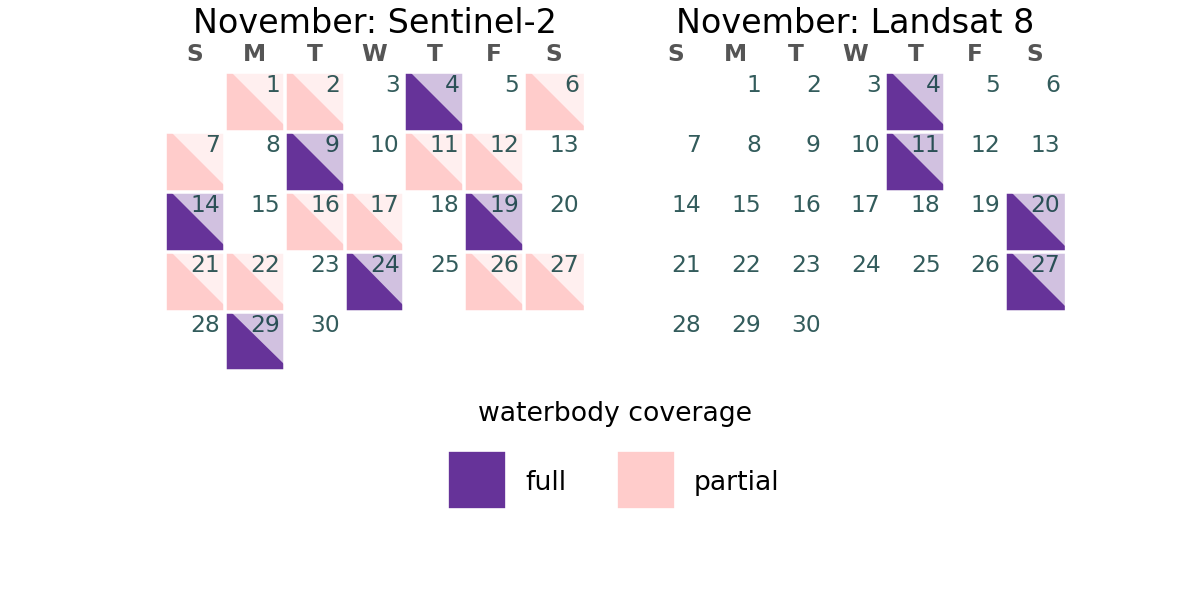 November: Sentinel-2
S M T W T F S
1 2 3 4 5 6
7 8 9 10 11 12 13
14 15 16 17 18 19 20
21 22 23 24 25 26 27
28 29 30
November: Landsat 8
S M T W T F S
1 2 3 4 5 6
7 8 9 10 11 12 13
14 15 16 17 18 19 20
21 22 23 24 25 26 27
28 29 30
waterbody coverage
full partial